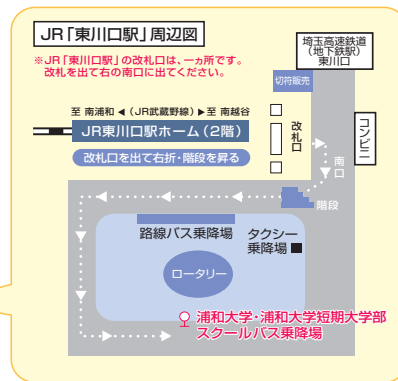 JR「東川口駅」周辺図
※JR「東川口駅」の改札口は、一ヵ所です。
改札を出て右の南口に出てください。
埼玉高速鉄道
(地下鉄駅)
東川口
切符販売
至 南浦和 ◀ (JR武蔵野線) ▶ 至 南越谷
JR東川口駅ホーム(2階)
改札口を出て右折・階段を昇る
改札口
コンビニ
南口
階段
路線バス乗降場
タクシー
乗降場
ロータリー
浦和大学・浦和大学短期大学部
スクールバス乗降場